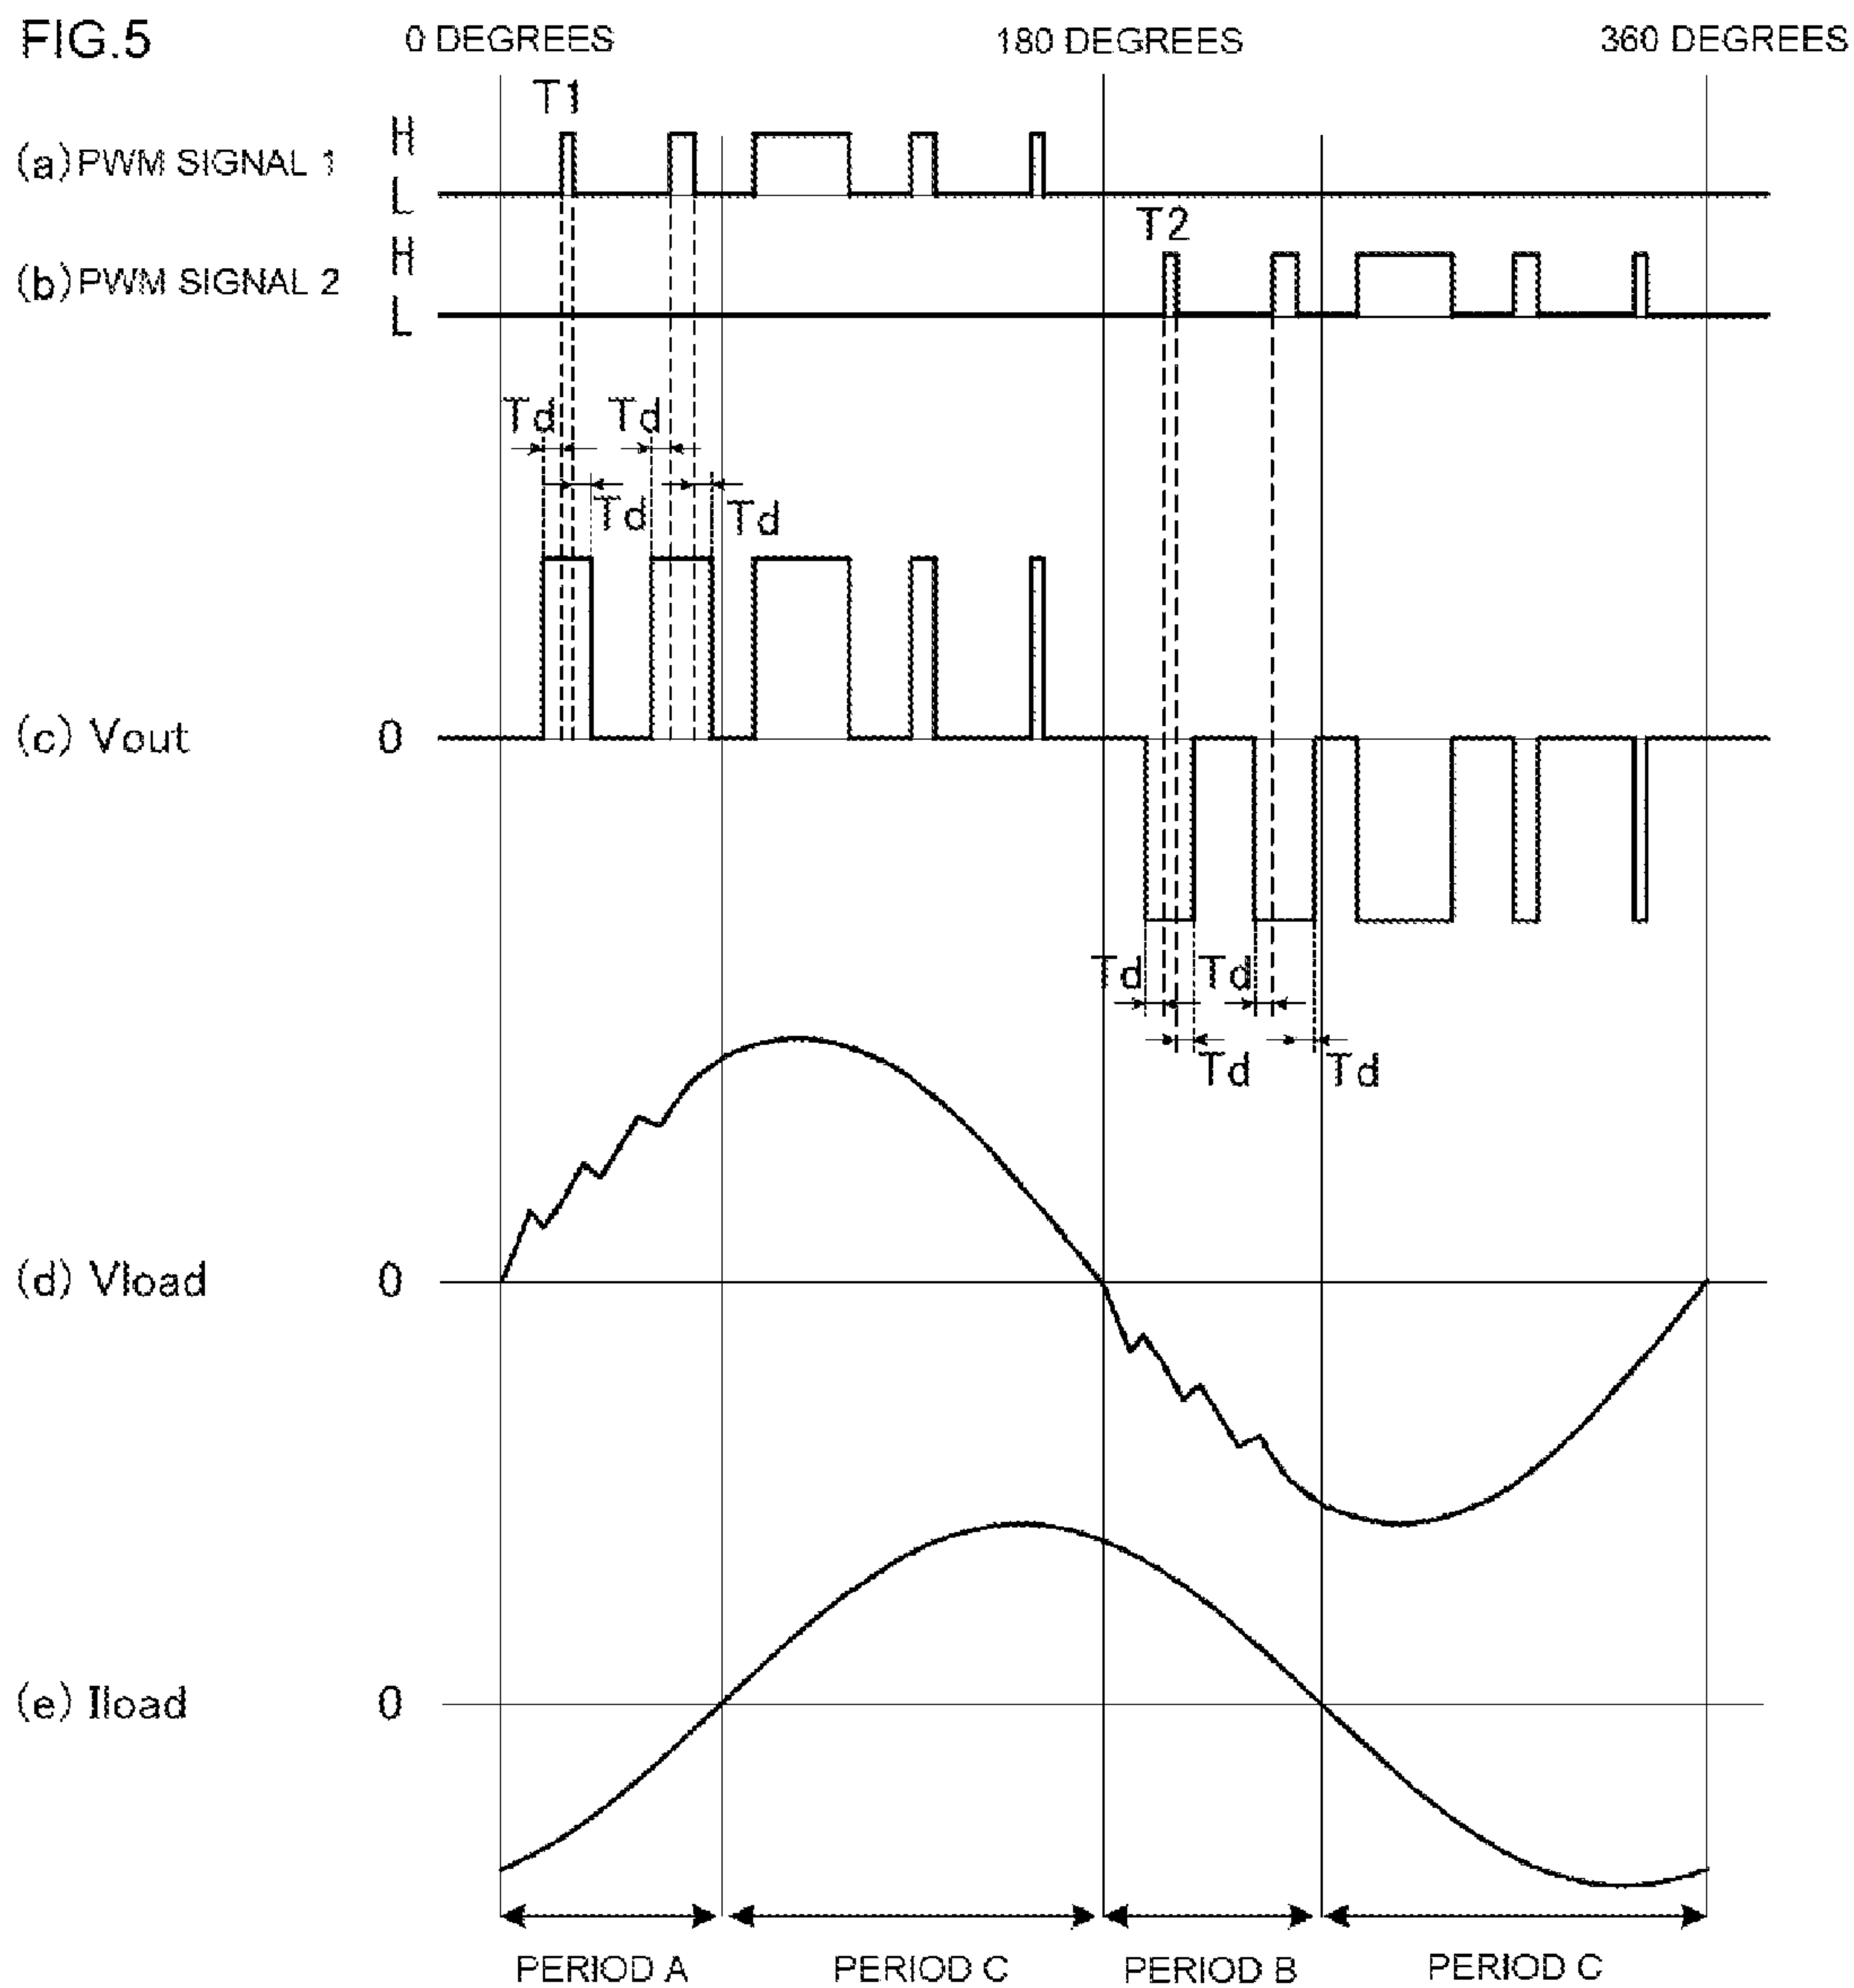 FIG.5
0 DEGREES 180 DEGREES 360 DEGREES
T1
(a) PWM SIGNAL 1 H
L
T2
(b) PWM SIGNAL 2 H
L
Td Td
Td Td
(c) Vout 0
Td Td
Td Td
(d) Vload 0
(e) Iload 0
PERIOD A PERIOD C PERIOD B PERIOD C